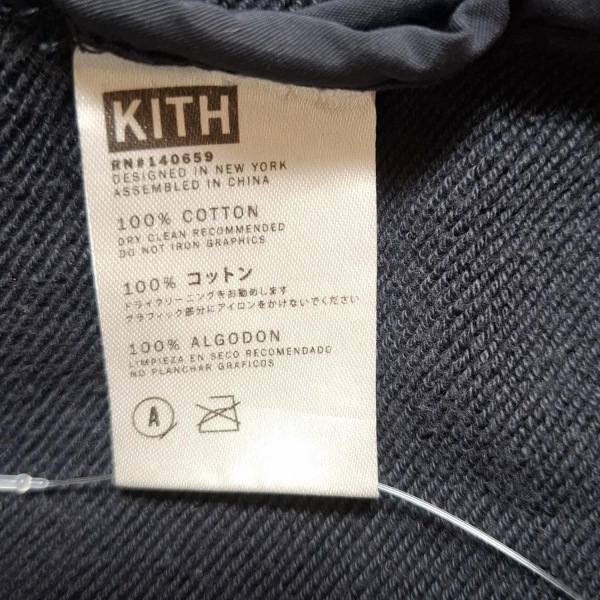 KITH
RN#140659
DESIGNED IN NEW YORK
ASSEMBLED IN CHINA
100% COTTON
DRY CLEAN RECOMMENDED
DO NOT IRON GRAPHICS
100% コットン
ドライクリーニングをお勧めします
グラフィック部分にアイロンをかけないでください
100% ALGODON
LIMPIEZA EN SECO RECOMENDADO
NO PLANCHAR GRAFICOS
A